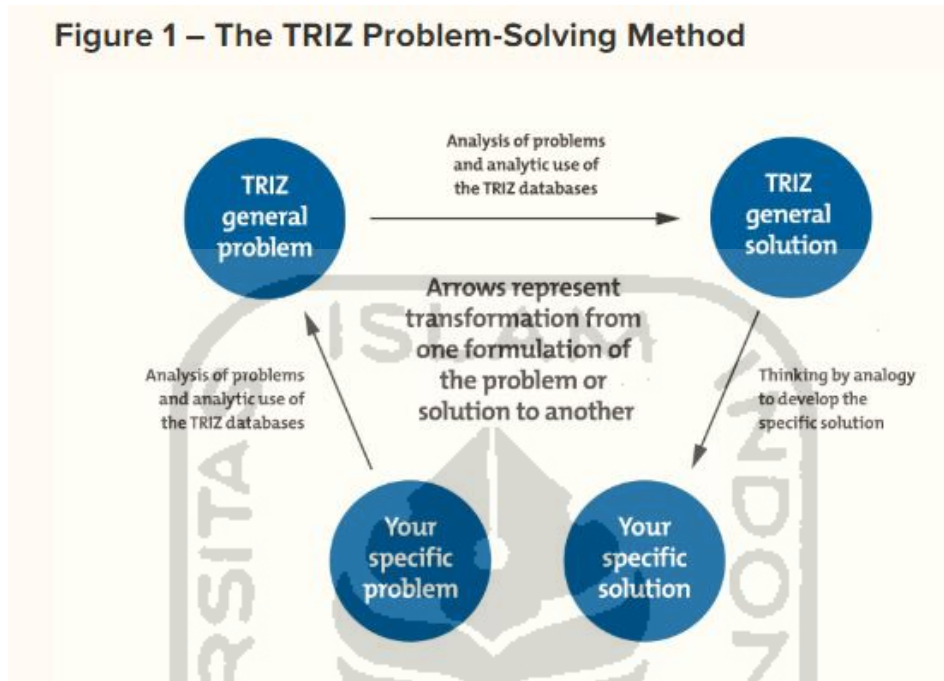 Figure 1 – The TRIZ Problem-Solving Method
Analysis of problems
and analytic use of
the TRIZ databases
TRIZ
general
problem
TRIZ
general
solution
Arrows represent
transformation from
one formulation of
the problem or
solution to another
Analysis of problems
and analytic use of
the TRIZ databases
Thinking by analogy
to develop the
specific solution
Your
specific
problem
Your
specific
solution
ISLAM
RSITAS
INDON